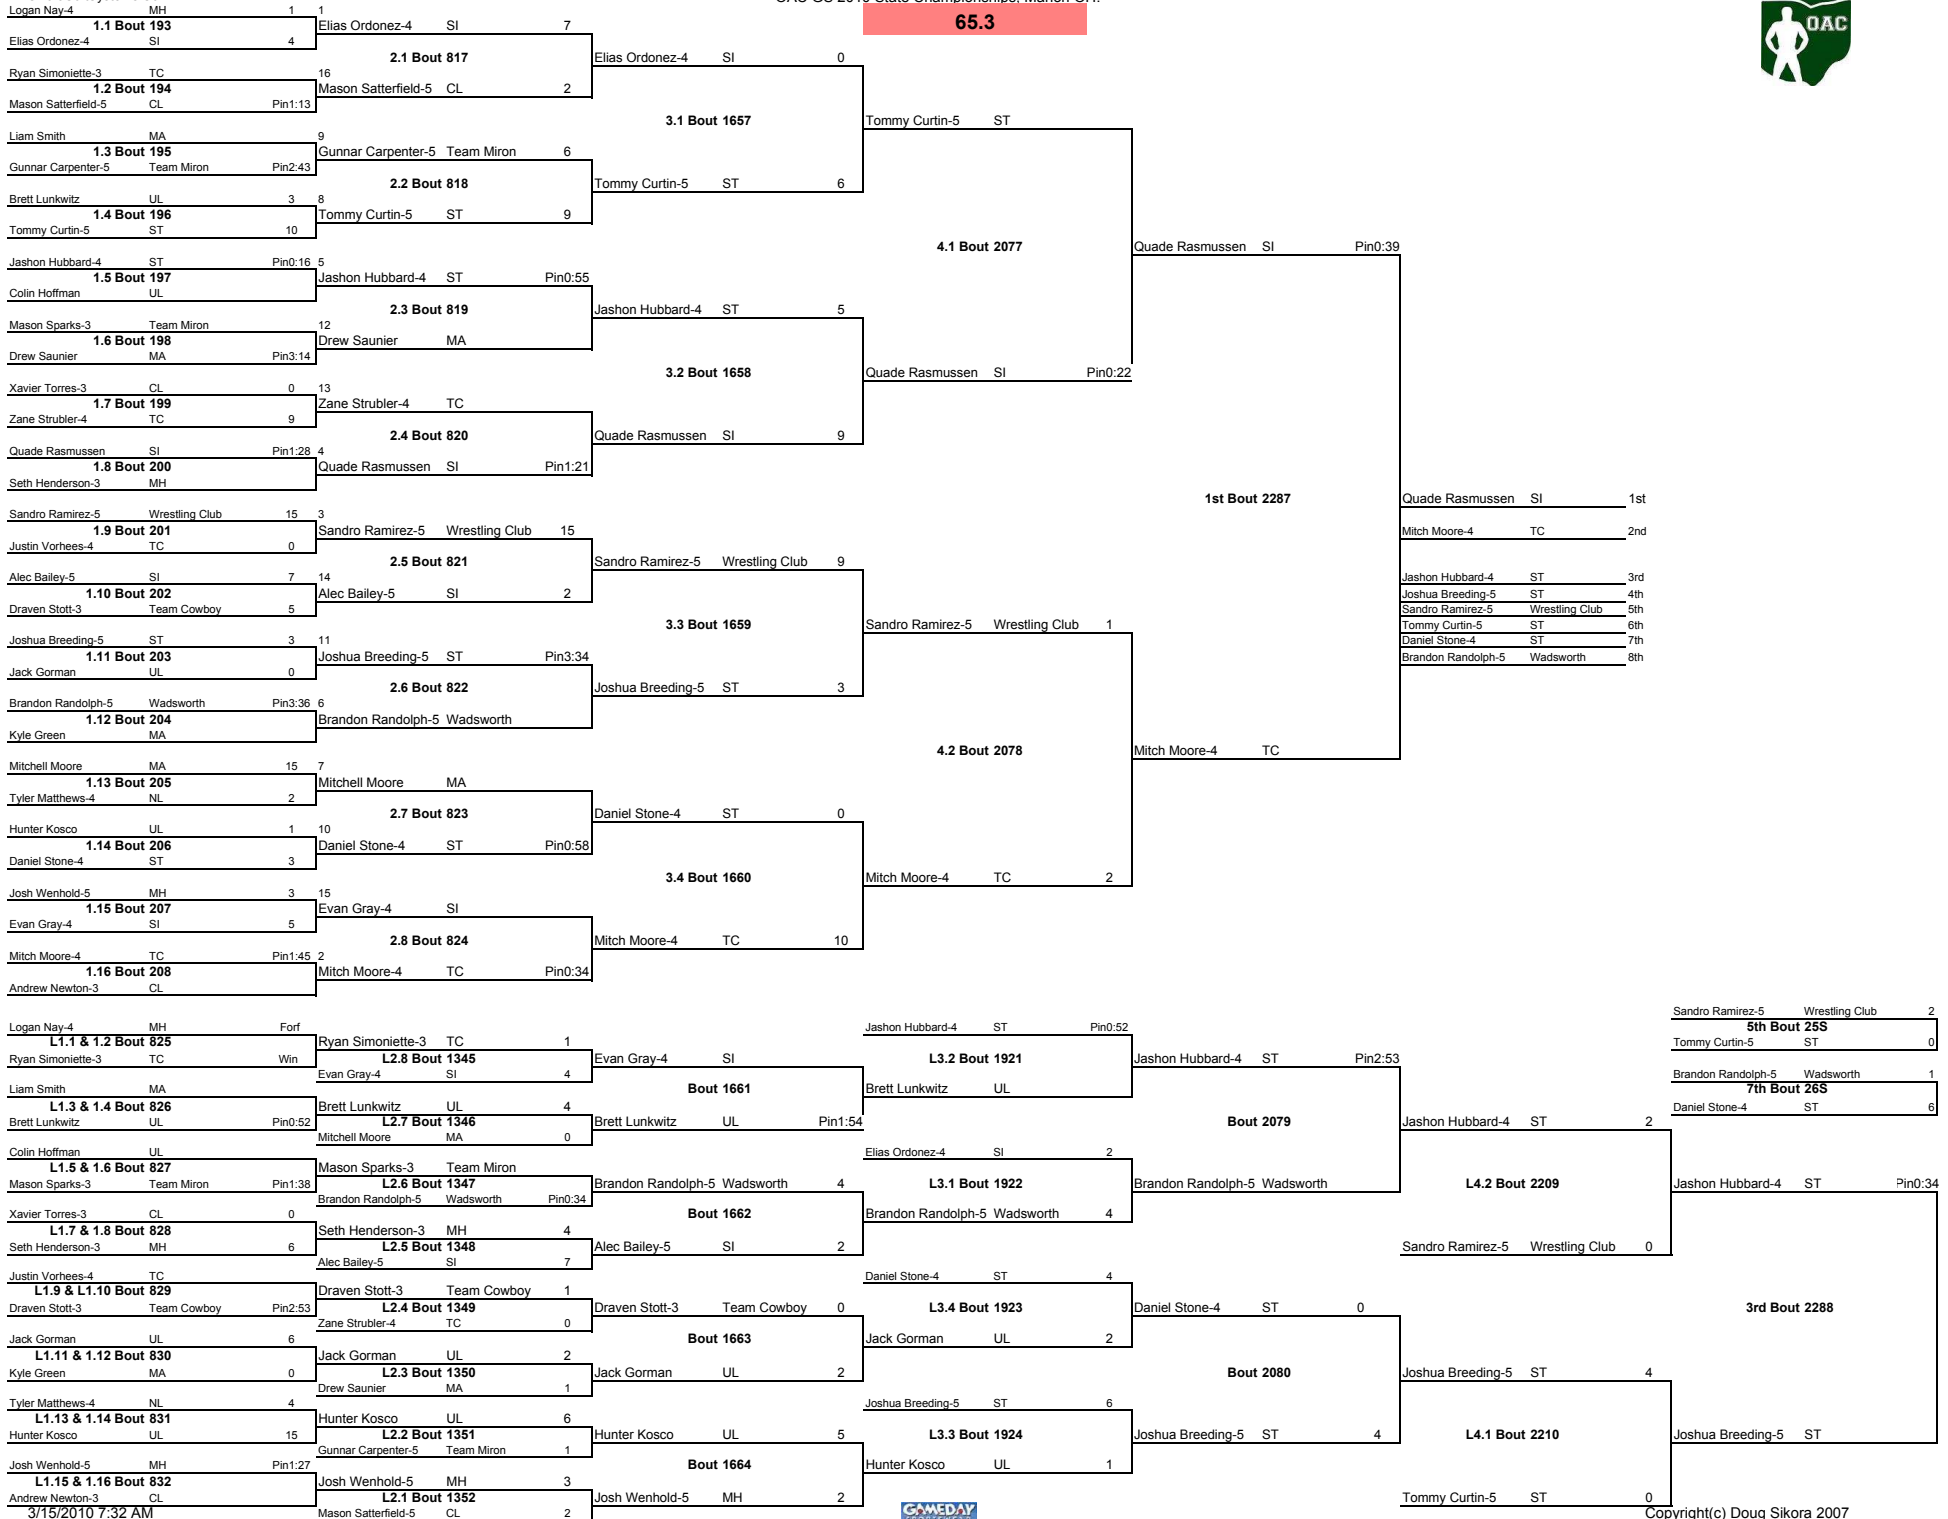 65.3
OAC
Logan Nay-4 MH 1 1
1.1 Bout 193
Elias Ordonez-4 SI 4
Elias Ordonez-4 SI 7
2.1 Bout 817
Ryan Simoniette-3 TC 16
1.2 Bout 194
Mason Satterfield-5 CL Pin1:13
Mason Satterfield-5 CL 2
Elias Ordonez-4 SI 0
3.1 Bout 1657
Liam Smith MA 9
1.3 Bout 195
Gunnar Carpenter-5 Team Miron Pin2:43
Gunnar Carpenter-5 Team Miron 6
2.2 Bout 818
Brett Lunkwitz UL 3 8
1.4 Bout 196
Tommy Curtin-5 ST 10
Tommy Curtin-5 ST 9
Tommy Curtin-5 ST 6
Tommy Curtin-5 ST
4.1 Bout 2077
Jashon Hubbard-4 ST Pin0:16 5
1.5 Bout 197
Colin Hoffman UL
Jashon Hubbard-4 ST Pin0:55
2.3 Bout 819
Mason Sparks-3 Team Miron 12
1.6 Bout 198
Drew Saunier MA Pin3:14
Drew Saunier MA
Jashon Hubbard-4 ST 5
3.2 Bout 1658
Xavier Torres-3 CL 0 13
1.7 Bout 199
Zane Strubler-4 TC 9
Zane Strubler-4 TC
2.4 Bout 820
Quade Rasmussen SI Pin1:28 4
1.8 Bout 200
Seth Henderson-3 MH
Quade Rasmussen SI Pin1:21
Quade Rasmussen SI 9
Quade Rasmussen SI Pin0:22
Quade Rasmussen SI Pin0:39
1st Bout 2287
Sandro Ramirez-5 Wrestling Club 15 3
1.9 Bout 201
Justin Vorhees-4 TC 0
Sandro Ramirez-5 Wrestling Club 15
2.5 Bout 821
Alec Bailey-5 SI 7 14
1.10 Bout 202
Draven Stott-3 Team Cowboy 5
Alec Bailey-5 SI 2
Sandro Ramirez-5 Wrestling Club 9
3.3 Bout 1659
Joshua Breeding-5 ST 3 11
1.11 Bout 203
Jack Gorman UL 0
Joshua Breeding-5 ST Pin3:34
2.6 Bout 822
Brandon Randolph-5 Wadsworth Pin3:36 6
1.12 Bout 204
Kyle Green MA
Brandon Randolph-5 Wadsworth
Joshua Breeding-5 ST 3
Sandro Ramirez-5 Wrestling Club 1
4.2 Bout 2078
Mitchell Moore MA 15 7
1.13 Bout 205
Tyler Matthews-4 NL 2
Mitchell Moore MA
2.7 Bout 823
Hunter Kosco UL 1 10
1.14 Bout 206
Daniel Stone-4 ST 3
Daniel Stone-4 ST Pin0:58
Daniel Stone-4 ST 0
3.4 Bout 1660
Josh Wenhold-5 MH 3 15
1.15 Bout 207
Evan Gray-4 SI 5
Evan Gray-4 SI
2.8 Bout 824
Mitch Moore-4 TC Pin1:45 2
1.16 Bout 208
Andrew Newton-3 CL
Mitch Moore-4 TC Pin0:34
Mitch Moore-4 TC 10
Mitch Moore-4 TC 2
Mitch Moore-4 TC
Quade Rasmussen SI 1st
Mitch Moore-4 TC 2nd
Jashon Hubbard-4 ST 3rd
Joshua Breeding-5 ST 4th
Sandro Ramirez-5 Wrestling Club 5th
Tommy Curtin-5 ST 6th
Daniel Stone-4 ST 7th
Brandon Randolph-5 Wadsworth 8th
Logan Nay-4 MH Forf
L1.1 & 1.2 Bout 825
Ryan Simoniette-3 TC Win
Ryan Simoniette-3 TC 1
L2.8 Bout 1345
Evan Gray-4 SI 4
Evan Gray-4 SI
Bout 1661
Liam Smith MA
L1.3 & 1.4 Bout 826
Brett Lunkwitz UL Pin0:52
Brett Lunkwitz UL 4
L2.7 Bout 1346
Mitchell Moore MA 0
Brett Lunkwitz UL Pin1:54
Jashon Hubbard-4 ST Pin0:52
L3.2 Bout 1921
Brett Lunkwitz UL
Jashon Hubbard-4 ST Pin2:53
Bout 2079
Colin Hoffman UL
L1.5 & 1.6 Bout 827
Mason Sparks-3 Team Miron Pin1:38
Mason Sparks-3 Team Miron
L2.6 Bout 1347
Brandon Randolph-5 Wadsworth Pin0:34
Brandon Randolph-5 Wadsworth 4
Bout 1662
Xavier Torres-3 CL 0
L1.7 & 1.8 Bout 828
Seth Henderson-3 MH 6
Seth Henderson-3 MH 4
L2.5 Bout 1348
Alec Bailey-5 SI 7
Alec Bailey-5 SI 2
Elias Ordonez-4 SI 2
L3.1 Bout 1922
Brandon Randolph-5 Wadsworth 4
Brandon Randolph-5 Wadsworth
Jashon Hubbard-4 ST 2
L4.2 Bout 2209
Sandro Ramirez-5 Wrestling Club 0
Jashon Hubbard-4 ST Pin0:34
3rd Bout 2288
Justin Vorhees-4 TC
L1.9 & L1.10 Bout 829
Draven Stott-3 Team Cowboy Pin2:53
Draven Stott-3 Team Cowboy 1
L2.4 Bout 1349
Zane Strubler-4 TC 0
Draven Stott-3 Team Cowboy 0
Bout 1663
Jack Gorman UL 6
L1.11 & 1.12 Bout 830
Kyle Green MA 0
Jack Gorman UL 2
L2.3 Bout 1350
Drew Saunier MA 1
Jack Gorman UL 2
Daniel Stone-4 ST 4
L3.4 Bout 1923
Jack Gorman UL 2
Daniel Stone-4 ST 0
Bout 2080
Tyler Matthews-4 NL 4
L1.13 & 1.14 Bout 831
Hunter Kosco UL 15
Hunter Kosco UL 6
L2.2 Bout 1351
Gunnar Carpenter-5 Team Miron 1
Hunter Kosco UL 5
Bout 1664
Josh Wenhold-5 MH Pin1:27
L1.15 & 1.16 Bout 832
Andrew Newton-3 CL
Josh Wenhold-5 MH 3
L2.1 Bout 1352
Mason Satterfield-5 CL 2
Josh Wenhold-5 MH 2
Joshua Breeding-5 ST 6
L3.3 Bout 1924
Hunter Kosco UL 1
Joshua Breeding-5 ST 4
Joshua Breeding-5 ST 4
L4.1 Bout 2210
Tommy Curtin-5 ST 0
Joshua Breeding-5 ST
Sandro Ramirez-5 Wrestling Club 2
5th Bout 25S
Tommy Curtin-5 ST 0
Brandon Randolph-5 Wadsworth 1
7th Bout 26S
Daniel Stone-4 ST 6
3/15/2010 7:32 AM
GAMEDAY
Copyright(c) Doug Sikora 2007